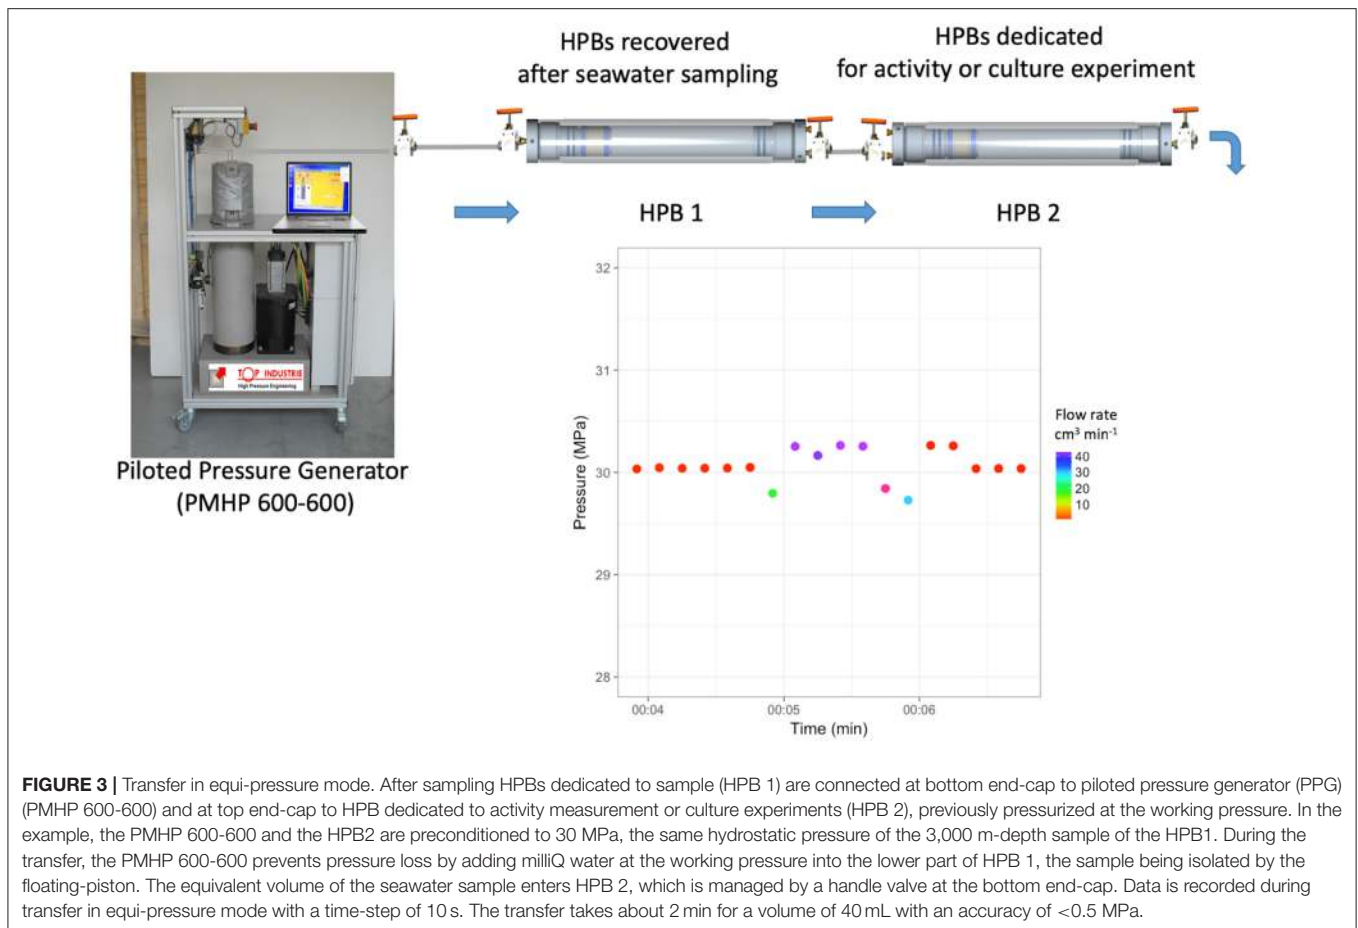 HPBs recovered
after seawater sampling
HPBs dedicated
for activity or culture experiment
HPB 1
HPB 2
TOP INDUSTRIE
High Pressure Engineering
Piloted Pressure Generator
(PMHP 600-600)
32
31
30
29
28
Pressure (MPa)
00:04
00:05
00:06
Time (min)
Flow rate
cm³ min⁻¹
40
30
20
10
FIGURE 3 | Transfer in equi-pressure mode. After sampling HPBs dedicated to sample (HPB 1) are connected at bottom end-cap to piloted pressure generator (PPG)
(PMHP 600-600) and at top end-cap to HPB dedicated to activity measurement or culture experiments (HPB 2), previously pressurized at the working pressure. In the
example, the PMHP 600-600 and the HPB2 are preconditioned to 30 MPa, the same hydrostatic pressure of the 3,000 m-depth sample of the HPB1. During the
transfer, the PMHP 600-600 prevents pressure loss by adding milliQ water at the working pressure into the lower part of HPB 1, the sample being isolated by the
floating-piston. The equivalent volume of the seawater sample enters HPB 2, which is managed by a handle valve at the bottom end-cap. Data is recorded during
transfer in equi-pressure mode with a time-step of 10 s. The transfer takes about 2 min for a volume of 40 mL with an accuracy of <0.5 MPa.